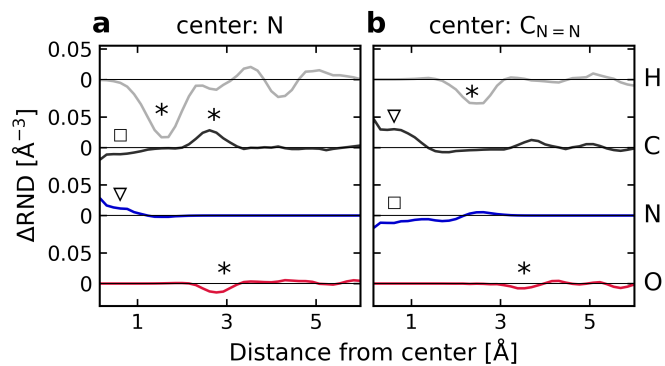 a center: N
b center: C_{N=N}
0.05
0
H
*
*
*
0.05
0
□
▽
C
0.05
0
▽
□
N
0.05
0
*
*
O
ΔRND [Å⁻³]
1 3 5
1 3 5
Distance from center [Å]